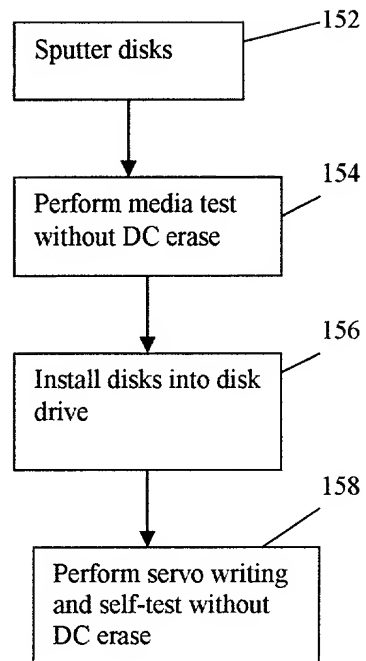 152
Sputter disks
154
Perform media test
without DC erase
156
Install disks into disk
drive
158
Perform servo writing
and self-test without
DC erase